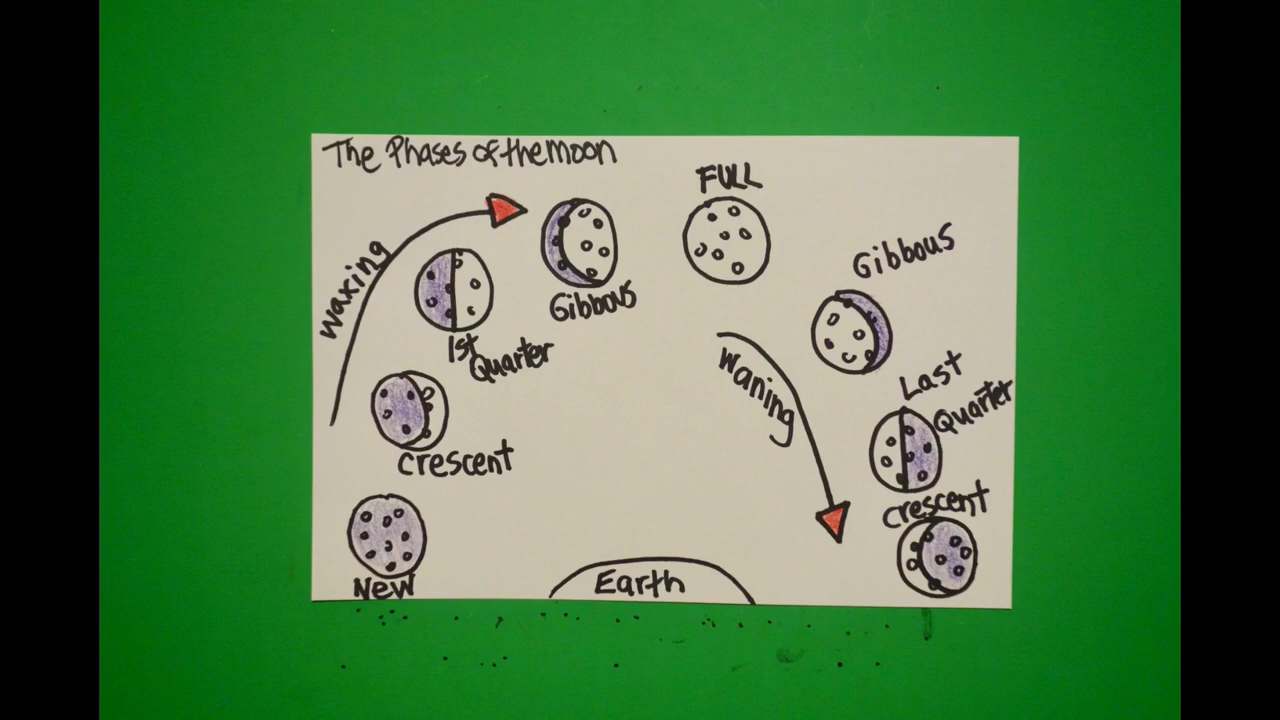 The Phases of the moon
FULL
Waxing
Gibbous
Gibbous
1st
Quarter
Waning
Last
Quarter
Crescent
Crescent
New
Earth